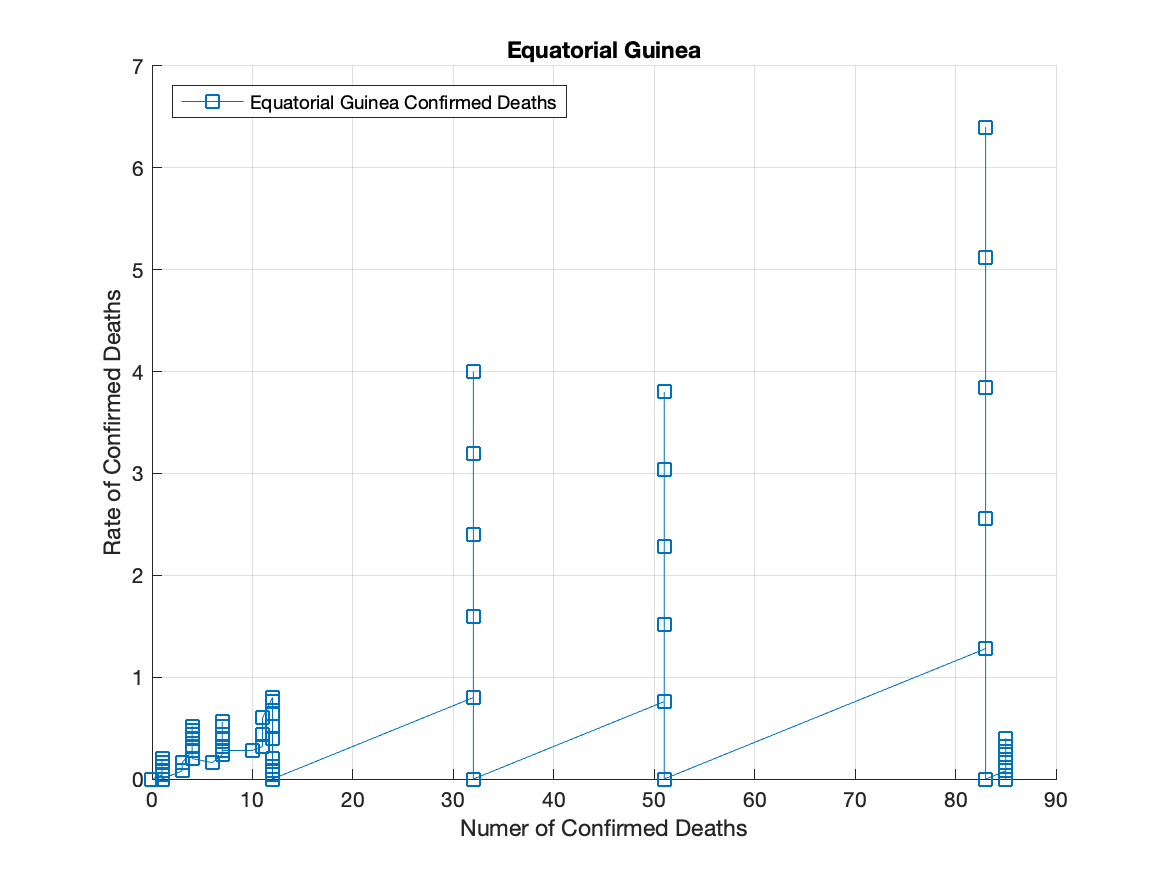 Equatorial Guinea
Equatorial Guinea Confirmed Deaths
7
6
5
4
3
2
1
0
Rate of Confirmed Deaths
0 10 20 30 40 50 60 70 80 90
Numer of Confirmed Deaths